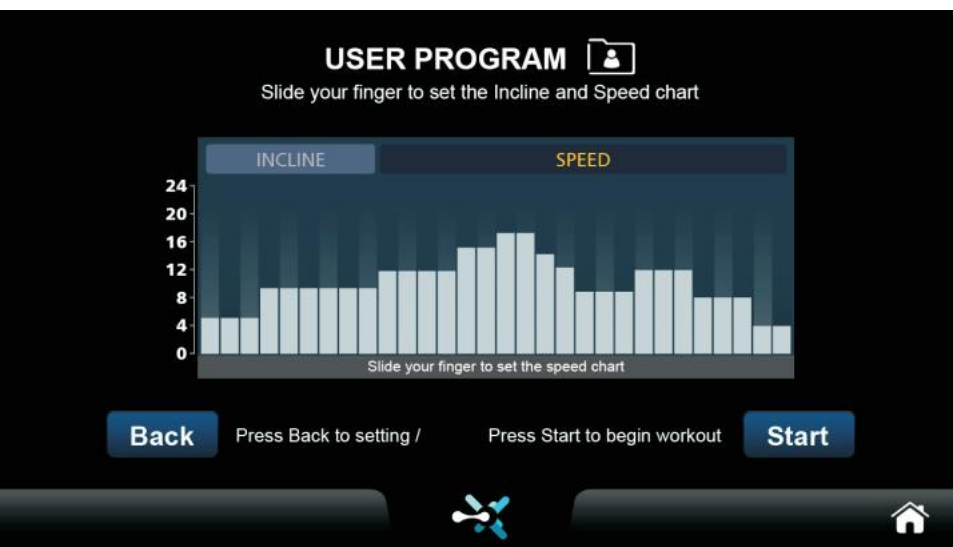 USER PROGRAM
Slide your finger to set the Incline and Speed chart
INCLINE SPEED
24
20
16
12
8
4
0
Slide your finger to set the speed chart
Back Press Back to setting / Press Start to begin workout Start